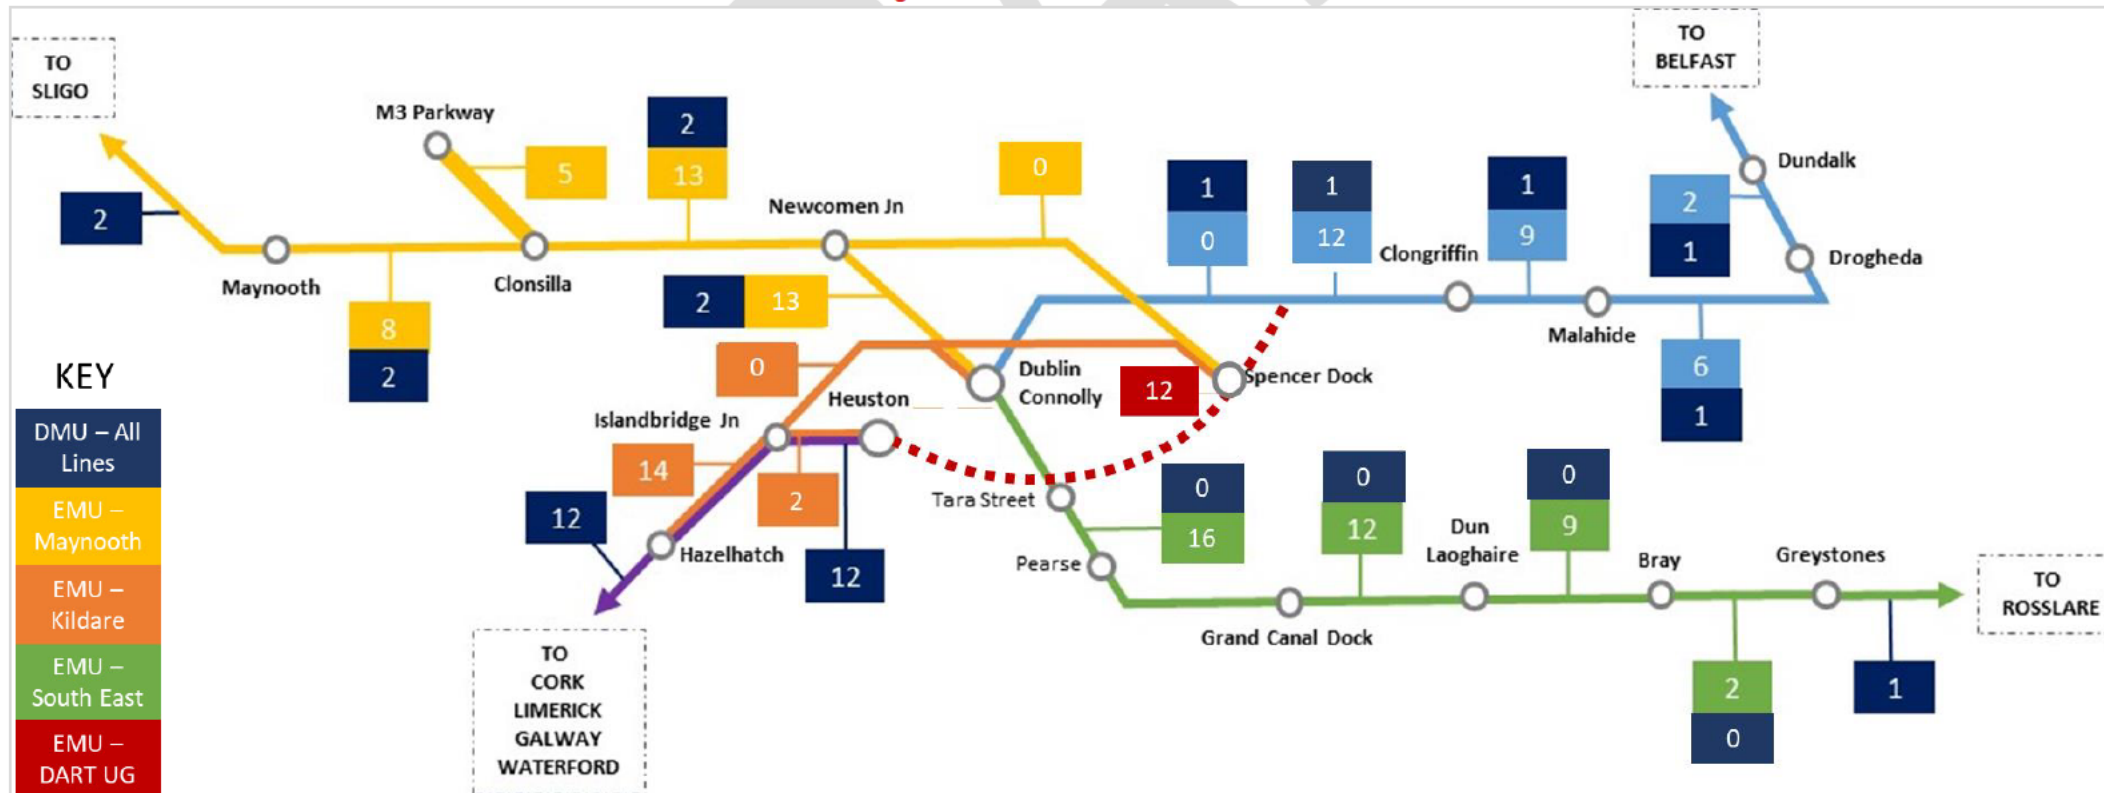 TO
SLIGO
M3 Parkway
2
13
5
0
2
Newcomen Jn
Maynooth
Clonsilla
8
2
2
13
TO
BELFAST
1
0
1
12
1
9
Clongriffin
Dundalk
2
1
Drogheda
Malahide
6
1
0
Heuston
Dublin
Connolly
12
Spencer Dock
Islandbridge Jn
14
2
12
12
Hazelhatch
Tara Street
Pearse
0
16
0
12
0
9
Dun
Laoghaire
Bray
Greystones
Grand Canal Dock
2
0
1
TO
ROSSLARE
TO
CORK
LIMERICK
GALWAY
WATERFORD
KEY
DMU – All
Lines
EMU –
Maynooth
EMU –
Kildare
EMU –
South East
EMU –
DART UG